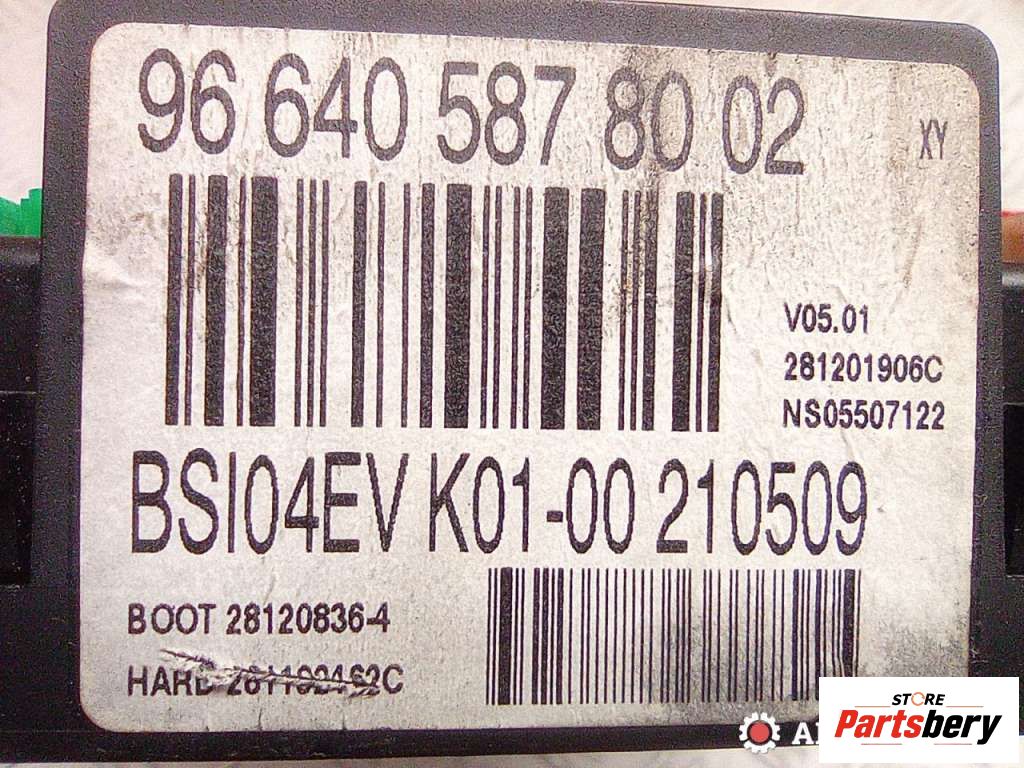 96 640 587 80 02
XY
V05.01
281201906C
NS05507122
BSI04EV K01-00 210509
BOOT 28120836-4
HARD
STORE
Partsbery